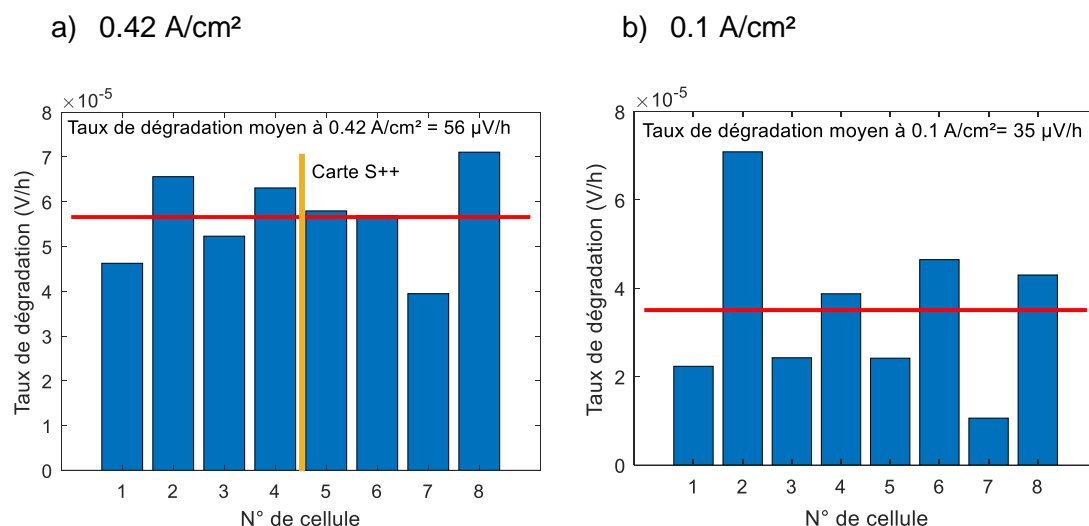 a) 0.42 A/cm²
b) 0.1 A/cm²
×10⁻⁵
Taux de dégradation moyen à 0.42 A/cm² = 56 µV/h
Carte S++
Taux de dégradation (V/h)
8
7
6
5
4
3
2
1
0
1 2 3 4 5 6 7 8
N° de cellule
×10⁻⁵
Taux de dégradation moyen à 0.1 A/cm²= 35 µV/h
Taux de dégradation (V/h)
8
6
4
2
0
1 2 3 4 5 6 7 8
N° de cellule